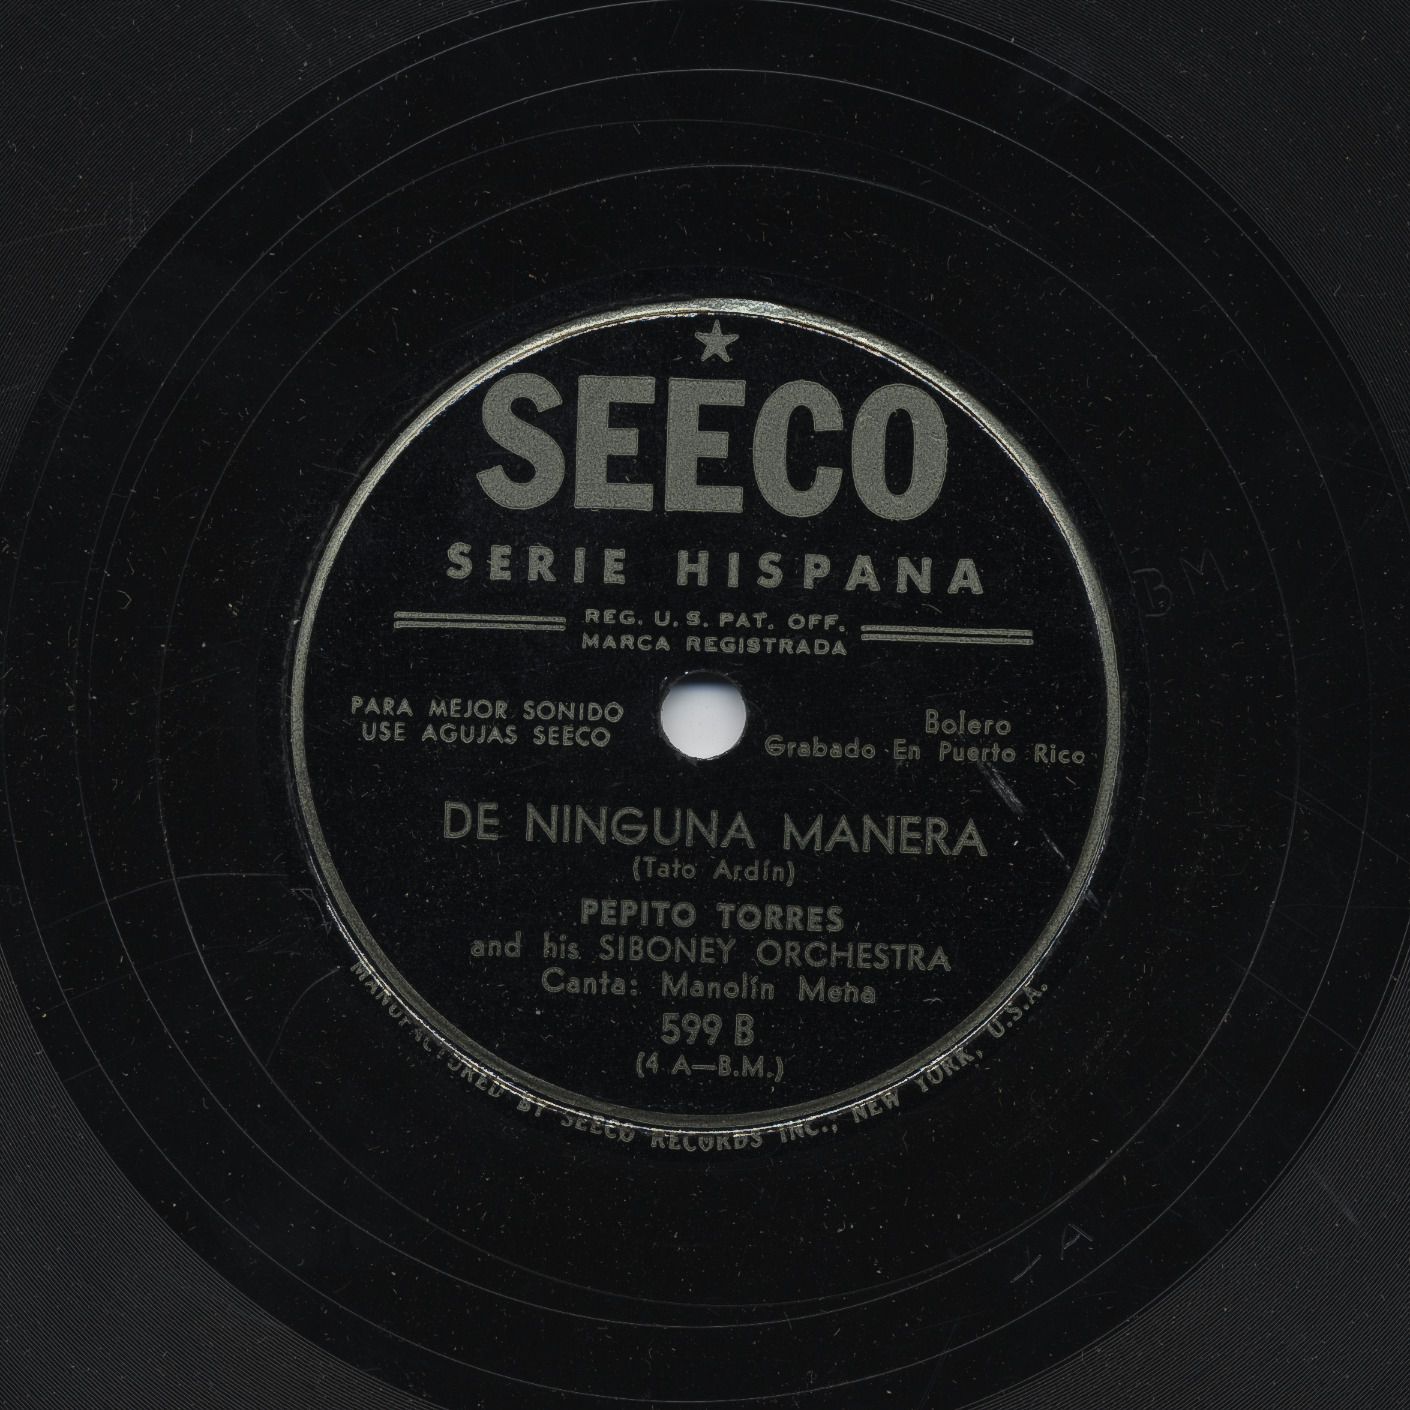 SEECO
SERIE HISPANA
REG. U. S. PAT. OFF.
MARCA REGISTRADA
PARA MEJOR SONIDO
USE AGUJAS SEECO
Bolero
Grabado En Puerto Rico
DE NINGUNA MANERA
(Tato Ardín)
PEPITO TORRES
and his SIBONEY ORCHESTRA
Canta: Manolín Mena
599 B
(4 A—B.M.)
MANUFACTURED BY SEECO RECORDS INC., NEW YORK, U.S.A.
BM
A